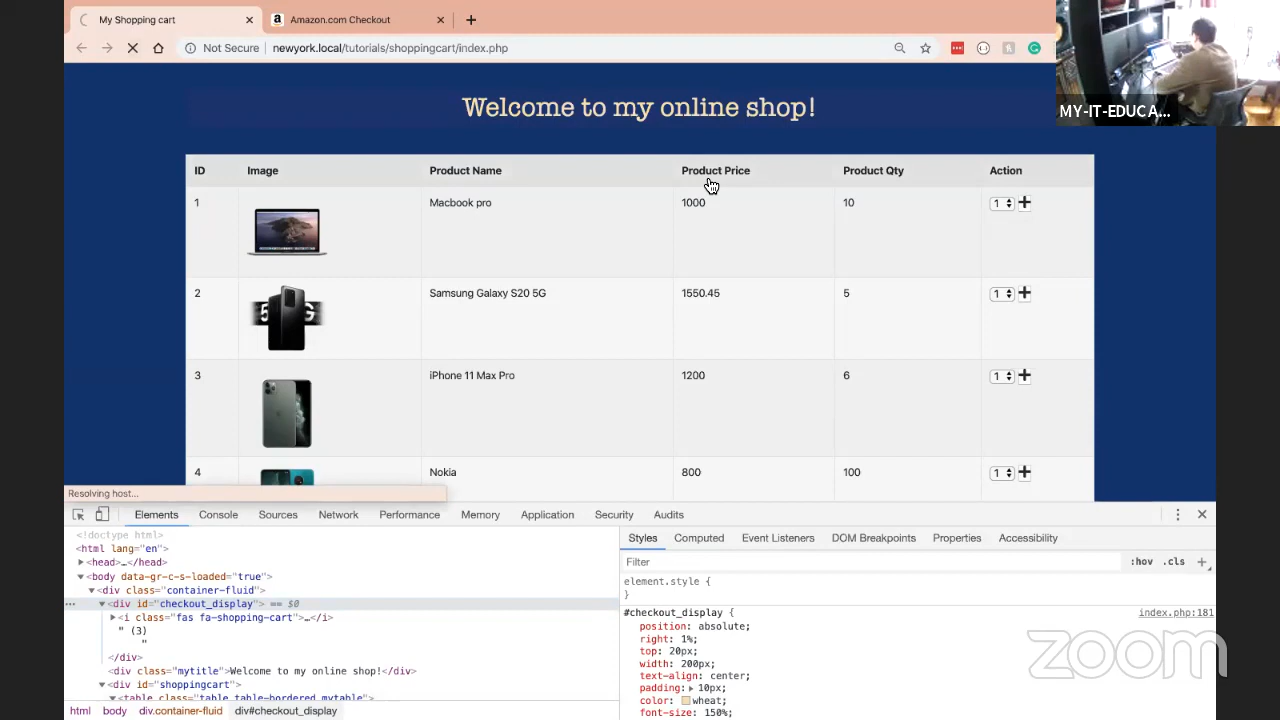 My Shopping cart
Amazon.com Checkout
Not Secure newyork.local/tutorials/shoppingcart/index.php
MY-IT-EDUCA...
Welcome to my online shop!
ID Image Product Name Product Price Product Qty Action
1 Macbook pro 1000 10 1
2 Samsung Galaxy S20 5G 1550.45 5 1
3 iPhone 11 Max Pro 1200 6 1
4 Nokia 800 100 1
Resolving host...
Elements Console Sources Network Performance Memory Application Security Audits
<!doctype html>
<html lang="en">
<head>…</head>
<body data-gr-c-s-loaded="true">
<div class="container-fluid">
<div id="checkout_display"> == $0
<i class="fas fa-shopping-cart">…</i>
" (3)
"
</div>
<div class="mytitle">Welcome to my online shop!</div>
<div id="shoppingcart">
<table class="table table-bordered mytable">
html body div.container-fluid div#checkout_display
Styles Computed Event Listeners DOM Breakpoints Properties Accessibility
Filter :hov .cls
element.style {
}
#checkout_display { index.php:181
position: absolute;
right: 1%;
top: 20px;
width: 200px;
text-align: center;
padding: 10px;
color: wheat;
font-size: 150%;
zoom